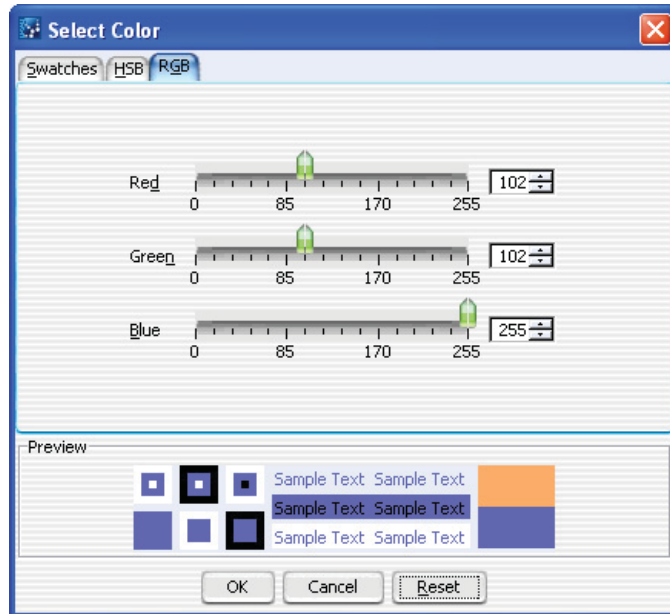 Select Color
Swatches HSB RGB
Red 102
0 85 170 255
Green 102
0 85 170 255
Blue 255
0 85 170 255
Preview
Sample Text Sample Text
Sample Text Sample Text
Sample Text Sample Text
OK Cancel Reset